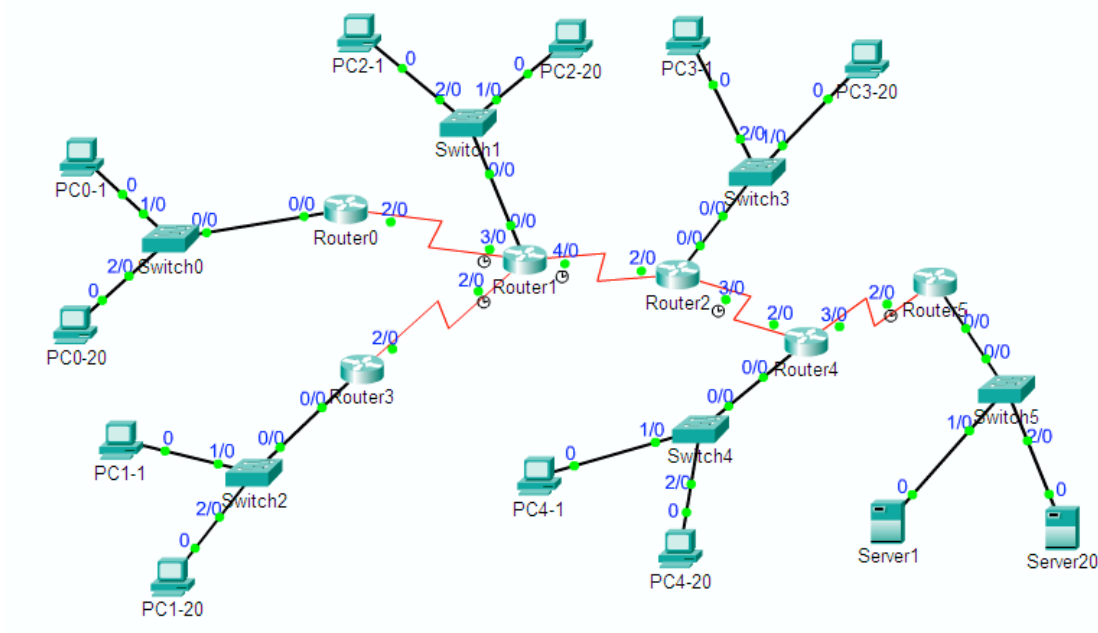 PC2-1
0
2/0
PC2-20
0
1/0
Switch1
0/0
0/0
PC3-1
0
2/0
PC3-20
0
1/0
Switch3
0/0
0/0
PC0-1
0
1/0
Switch0
0/0
2/0
0
PC0-20
0/0
Router0
2/0
3/0
Router1
4/0
2/0
2/0
Router2
3/0
2/0
Router3
0/0
0/0
Switch2
1/0
0
PC1-1
2/0
0
PC1-20
2/0
Router4
3/0
0/0
0/0
Switch4
1/0
0
PC4-1
2/0
0
PC4-20
2/0
Router5
0/0
0/0
Switch5
1/0
0
Server1
2/0
0
Server20